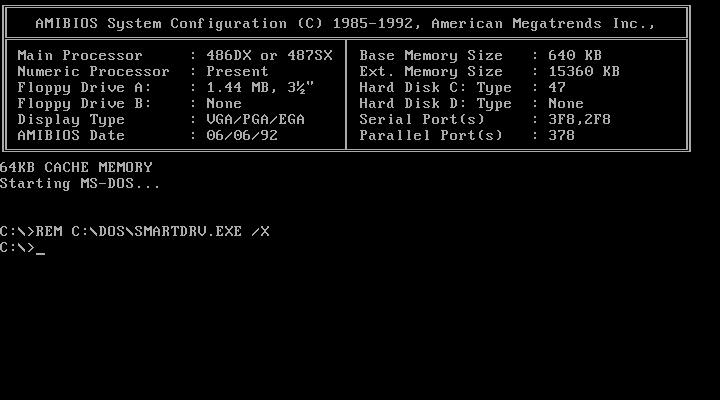 AMIBIOS System Configuration (C) 1985-1992, American Megatrends Inc.,
Main Processor : 486DX or 487SX
Numeric Processor : Present
Floppy Drive A: : 1.44 MB, 3½"
Floppy Drive B: : None
Display Type : VGA/PGA/EGA
AMIBIOS Date : 06/06/92
Base Memory Size : 640 KB
Ext. Memory Size : 15360 KB
Hard Disk C: Type : 47
Hard Disk D: Type : None
Serial Port(s) : 3F8,2F8
Parallel Port(s) : 378
64KB CACHE MEMORY
Starting MS-DOS...
C:\>REM C:\DOS\SMARTDRV.EXE /X
C:\>_